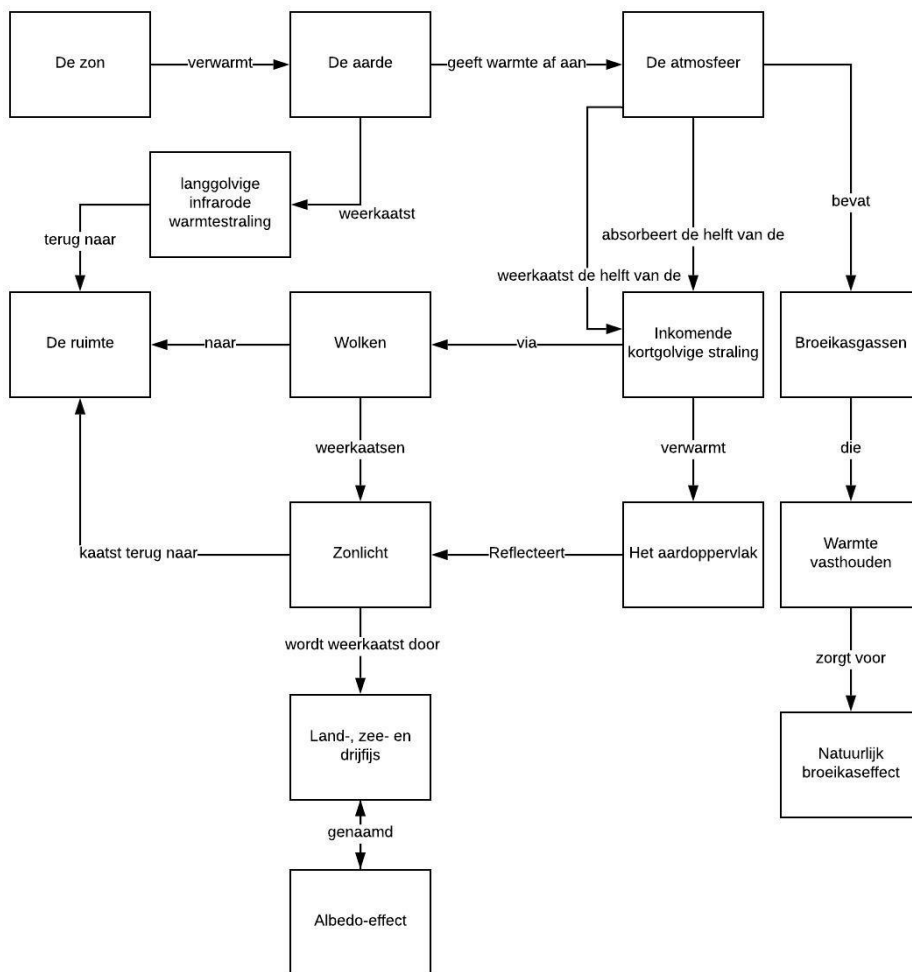 De zon
verwarmt
De aarde
geeft warmte af aan
De atmosfeer
langgolvige
infrarode
warmtestraling
weerkaatst
bevat
terug naar
absorbeert de helft van de
weerkaatst de helft van de
De ruimte
naar
Wolken
via
Inkomende
kortgolvige straling
Broeikasgassen
weerkaatsen
verwarmt
die
kaatst terug naar
Zonlicht
Reflecteert
Het aardoppervlak
Warmte
vasthouden
wordt weerkaatst door
zorgt voor
Land-, zee- en
drijfijs
Natuurlijk
broeikaseffect
genaamd
Albedo-effect